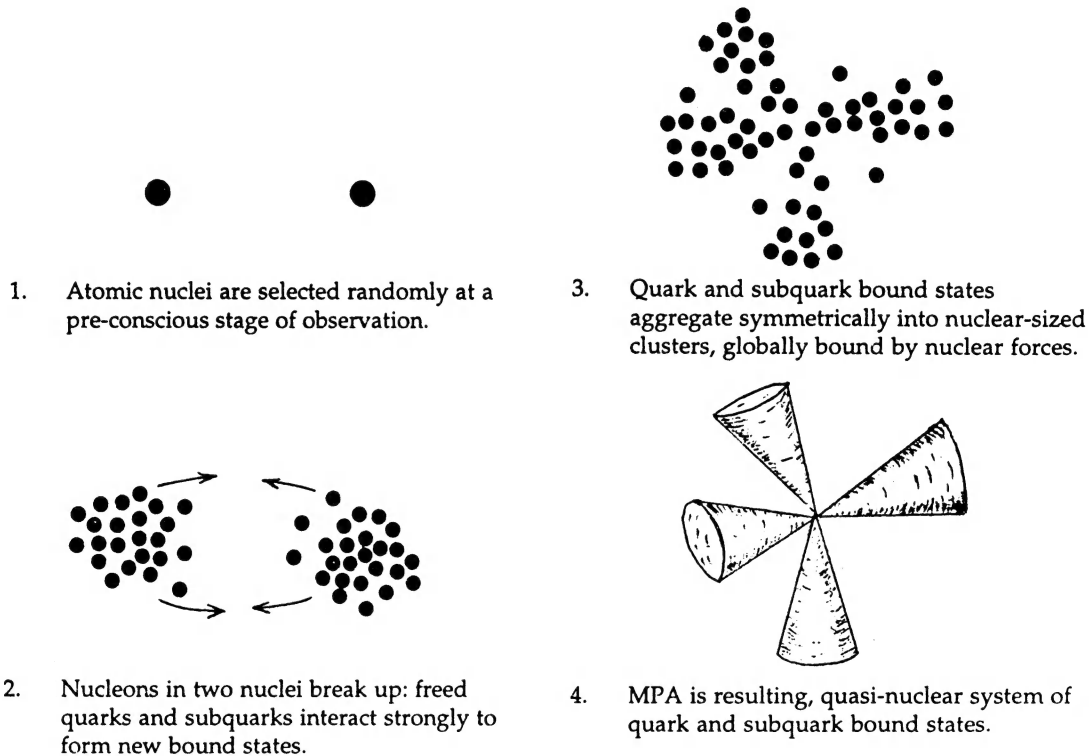 1. Atomic nuclei are selected randomly at a
pre-conscious stage of observation.
2. Nucleons in two nuclei break up: freed
quarks and subquarks interact strongly to
form new bound states.
3. Quark and subquark bound states
aggregate symmetrically into nuclear-sized
clusters, globally bound by nuclear forces.
4. MPA is resulting, quasi-nuclear system of
quark and subquark bound states.